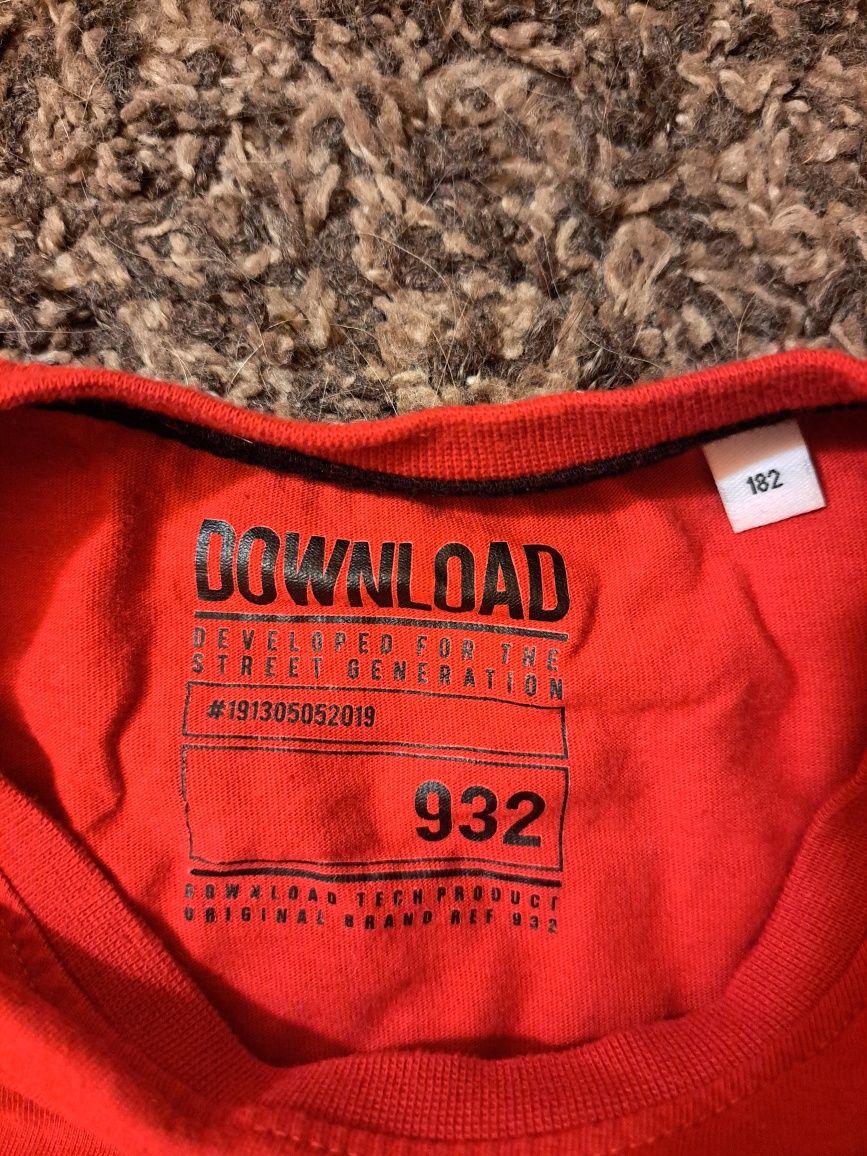 182
DOWNLOAD
DEVELOPED FOR THE
STREET GENERATION
#191305052019
932
DOWNLOAD TECH PRODUCT
ORIGINAL BRAND REF 932